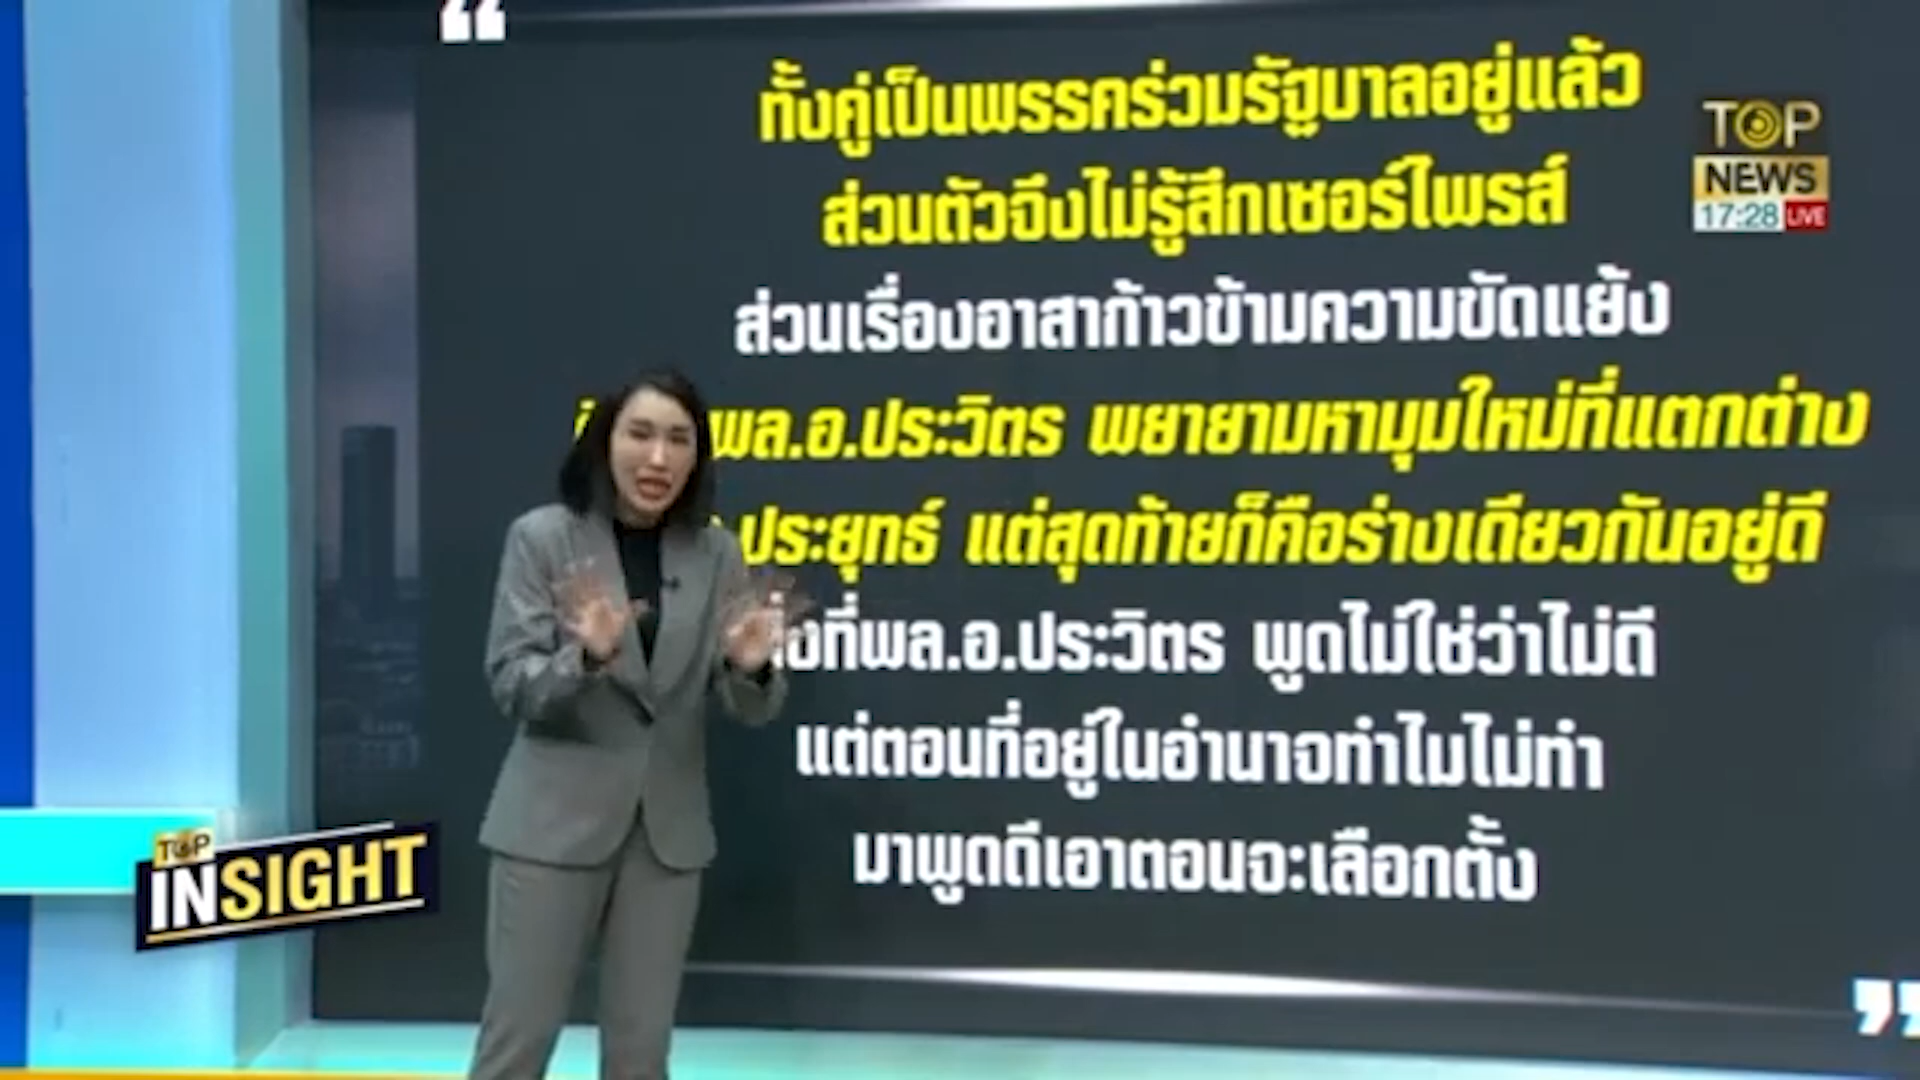 “
ทั้งคู่เป็นพรรคร่วมรัฐบาลอยู่แล้ว
ส่วนตัวจึงไม่รู้สึกเซอร์ไพรส์
ส่วนเรื่องอาสาก้าวข้ามความขัดแย้ง
พล.อ.ประวิตร พยายามหามุมใหม่ที่แตกต่าง
ประยุทธ์ แต่สุดท้ายก็คือร่างเดียวกันอยู่ดี
ที่พล.อ.ประวิตร พูดไม่ใช่ว่าไม่ดี
แต่ตอนที่อยู่ในอำนาจทำไมไม่ทำ
มาพูดดีเอาตอนจะเลือกตั้ง
”
TOP
NEWS
17:28 LIVE
TOP
INSIGHT